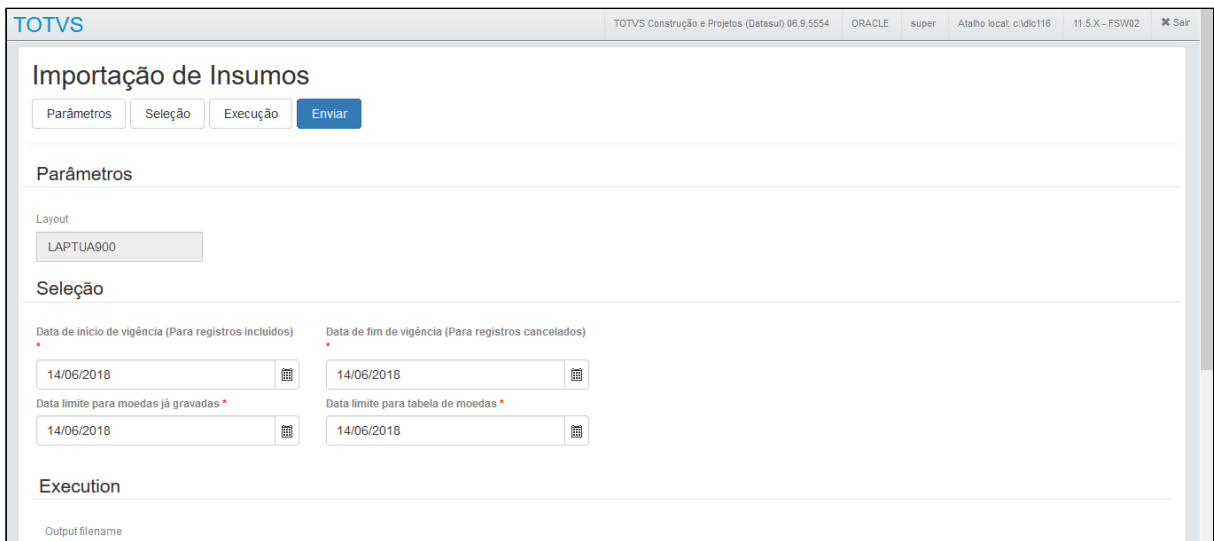 TOTVS
TOTVS Construção e Projetos (Datasul) 06.9.5554 ORACLE super Atalho local: c:\dlc116 11.5.X - FSW02 ✖ Sair
Importação de Insumos
Parâmetros Seleção Execução Enviar
Parâmetros
Layout
LAPTUA900
Seleção
Data de início de vigência (Para registros incluídos) * Data de fim de vigência (Para registros cancelados) *
14/06/2018 14/06/2018
Data limite para moedas já gravadas * Data limite para tabela de moedas *
14/06/2018 14/06/2018
Execution
Output filename